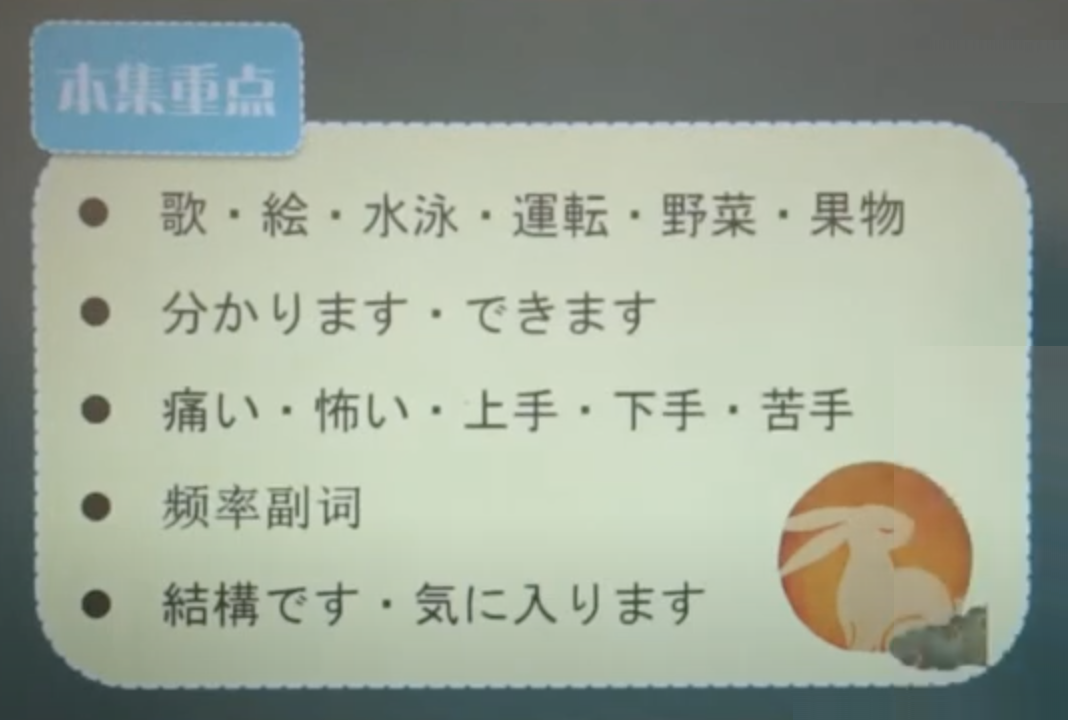 本集重点
● 歌・絵・水泳・運転・野菜・果物
● 分かります・できます
● 痛い・怖い・上手・下手・苦手
● 频率副词
● 結構です・気に入ります